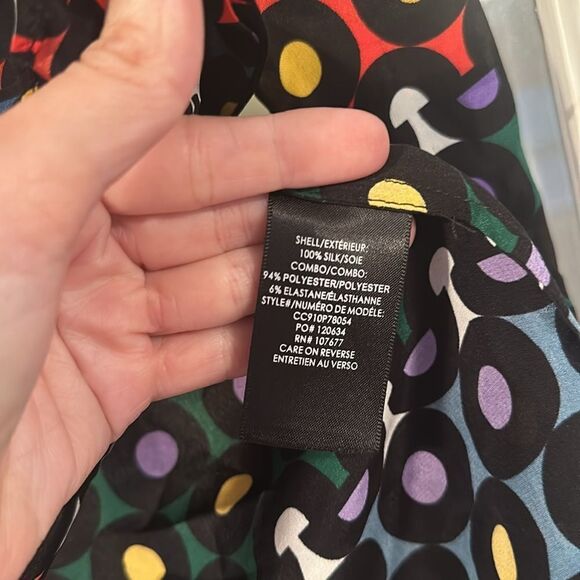 SHELL/EXTÉRIEUR:
100% SILK/SOIE
COMBO/COMBO:
94% POLYESTER/POLYESTER
6% ELASTANE/ÉLASTHANNE
STYLE#/NUMÉRO DE MODÈLE:
CC910P78054
PO# 120634
RN# 107677
CARE ON REVERSE
ENTRETIEN AU VERSO